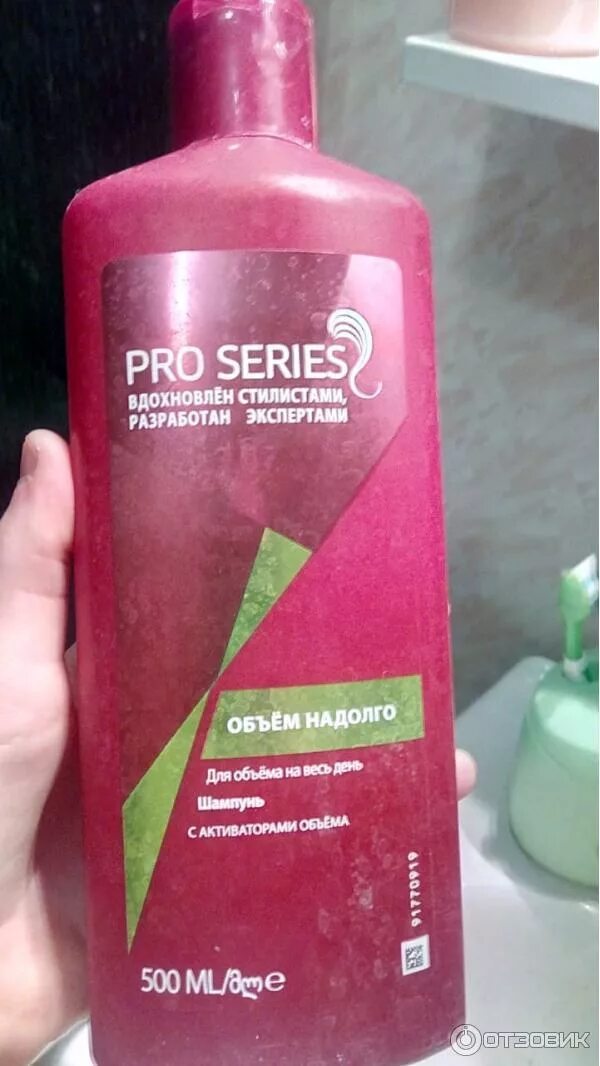 PRO SERIES
ВДОХНОВЛЁН СТИЛИСТАМИ,
РАЗРАБОТАН ЭКСПЕРТАМИ
ОБЪЁМ НАДОЛГО
Для объёма на весь день
Шампунь
С АКТИВАТОРАМИ ОБЪЁМА
91770919
500 ML/მლ℮
ОТЗОВИК